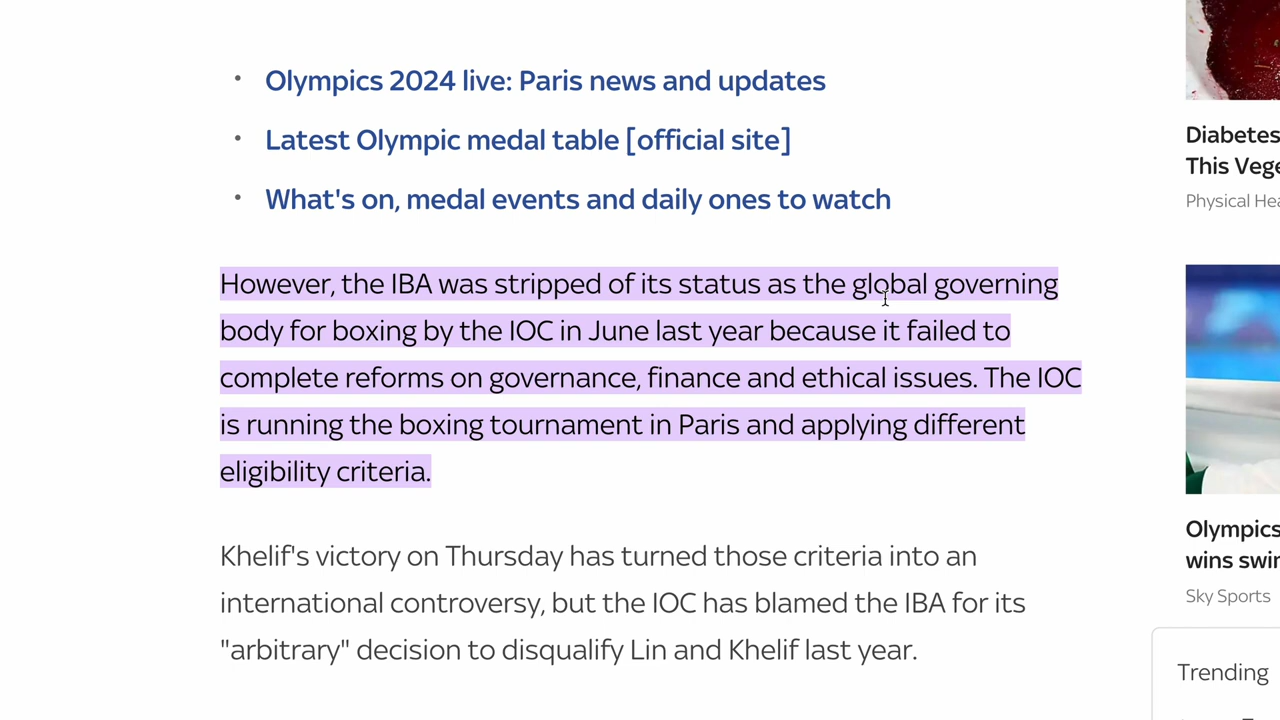 Olympics 2024 live: Paris news and updates
Latest Olympic medal table [official site]
What's on, medal events and daily ones to watch
However, the IBA was stripped of its status as the global governing
body for boxing by the IOC in June last year because it failed to
complete reforms on governance, finance and ethical issues. The IOC
is running the boxing tournament in Paris and applying different
eligibility criteria.
Khelif's victory on Thursday has turned those criteria into an
international controversy, but the IOC has blamed the IBA for its
"arbitrary" decision to disqualify Lin and Khelif last year.
Diabetes
This
Physical
Olympics
wins
Sky Sports
Trending